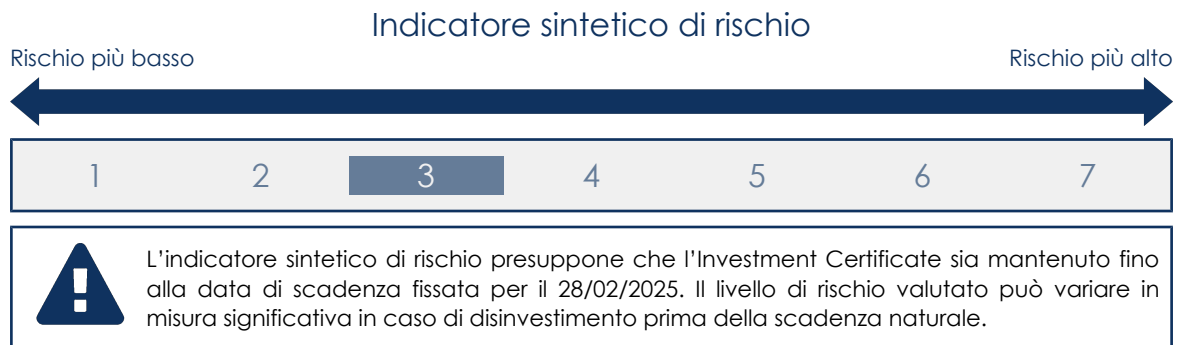 Indicatore sintetico di rischio
Rischio più basso
Rischio più alto
1 2 3 4 5 6 7
L'indicatore sintetico di rischio presuppone che l'Investment Certificate sia mantenuto fino
alla data di scadenza fissata per il 28/02/2025. Il livello di rischio valutato può variare in
misura significativa in caso di disinvestimento prima della scadenza naturale.